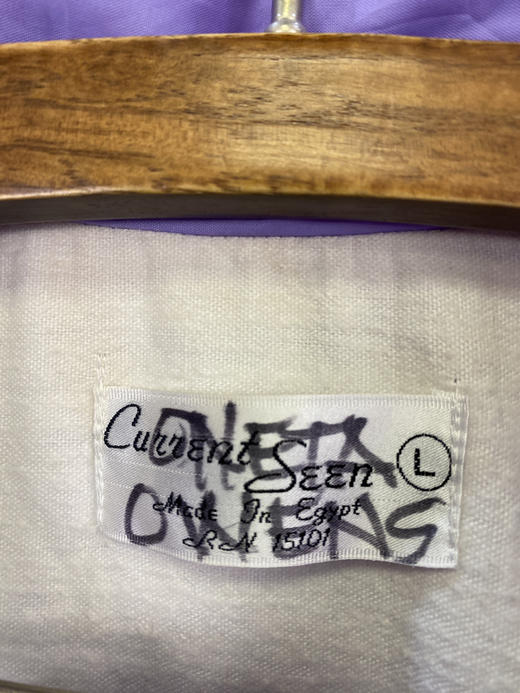 Current Seen
L
Made In Egypt
RN 15101
ONETA
OWENS